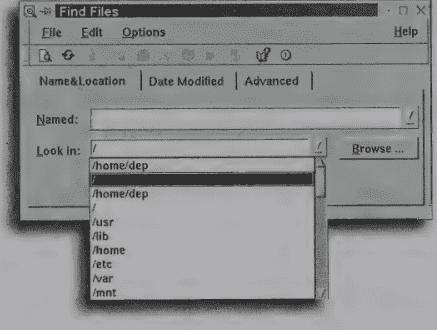 Find Files
File Edit Options Help
Name&Location Date Modified Advanced
Named:
Look in: / Browse ...
/home/dep
/
/home/dep
/
/usr
/lib
/home
/etc
/var
/mnt